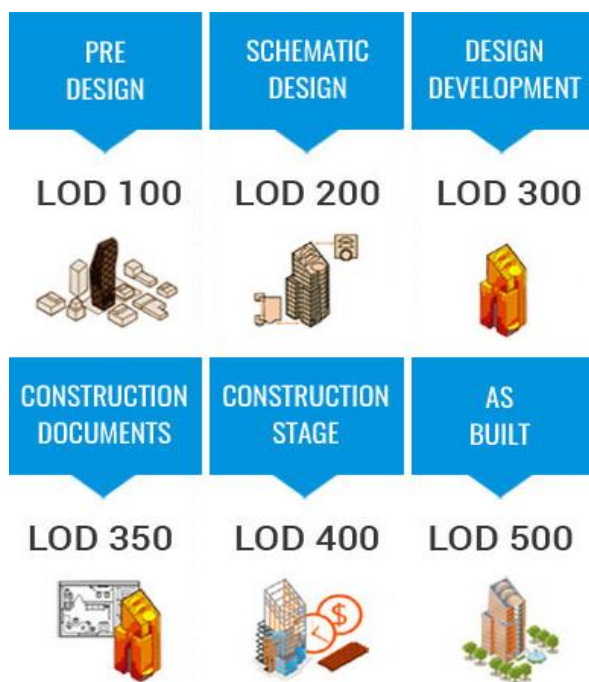 PRE
DESIGN
SCHEMATIC
DESIGN
DESIGN
DEVELOPMENT
LOD 100
LOD 200
LOD 300
CONSTRUCTION
DOCUMENTS
CONSTRUCTION
STAGE
AS
BUILT
LOD 350
LOD 400
LOD 500
$